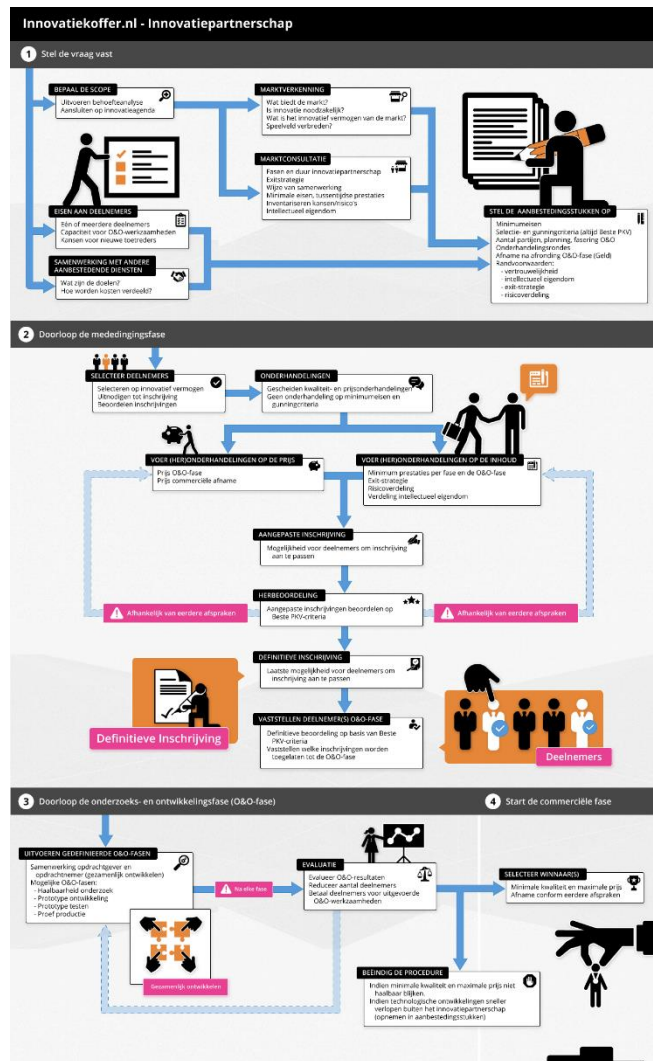 Innovatiekoffer.nl - Innovatiepartnerschap
1 Stel de vraag vast
BEPAAL DE SCOPE
Uitvoeren behoefteanalyse
Aansluiten op innovatieagenda
MARKTVERKENNING
Wat biedt de markt?
Is innovatie noodzakelijk?
Wat is het innovatief vermogen van de markt?
Speelveld verbreden?
MARKTCONSULTATIE
Fasen en duur innovatiepartnerschap
Exitstrategie
Wijze van samenwerking
Minimale eisen, tussentijdse prestaties
Inventariseren kansen/risico's
Intellectueel eigendom
EISEN AAN DEELNEMERS
Eén of meerdere deelnemers
Capaciteit voor O&O-werkzaamheden
Kansen voor nieuwe toetreders
SAMENWERKING MET ANDERE
AANBESTEDENDE DIENSTEN
Wat zijn de doelen?
Hoe worden kosten verdeeld?
STEL DE AANBESTEDINGSSTUKKEN OP
Minimumeisen
Selectie- en gunningcriteria (altijd Beste PKV)
Aantal partijen, planning, fasering O&O
Onderhandelingsrondes
Afname na afronding O&O-fase (Geld)
Randvoorwaarden:
- vertrouwelijkheid
- intellectueel eigendom
- exit-strategie
- risicoverdeling
2 Doorloop de mededingingsfase
SELECTEER DEELNEMERS
Selecteren op innovatief vermogen
Uitnodigen tot inschrijving
Beoordelen inschrijvingen
ONDERHANDELINGEN
Gescheiden kwaliteit- en prijsonderhandelingen
Geen onderhandeling op minimumeisen en
gunningcriteria
VOER (HER)ONDERHANDELINGEN OP DE PRIJS
Prijs O&O-fase
Prijs commerciële afname
VOER (HER)ONDERHANDELINGEN OP DE INHOUD
Minimum prestaties per fase en de O&O-fase
Exit-strategie
Risicoverdeling
Verdeling intellectueel eigendom
AANGEPASTE INSCHRIJVING
Mogelijkheid voor deelnemers om inschrijving
aan te passen
HERBEOORDELING
Aangepaste inschrijvingen beoordelen op
Beste PKV-criteria
Afhankelijk van eerdere afspraken
Afhankelijk van eerdere afspraken
DEFINITIEVE INSCHRIJVING
Laatste mogelijkheid voor deelnemers om
inschrijving aan te passen
VASTSTELLEN DEELNEMER(S) O&O-FASE
Definitieve beoordeling op basis van Beste
PKV-criteria
Vaststellen welke inschrijvingen worden
toegelaten tot de O&O-fase
Definitieve Inschrijving
Deelnemers
3 Doorloop de onderzoeks- en ontwikkelingsfase (O&O-fase)
4 Start de commerciële fase
UITVOEREN GEDEFINIEERDE O&O-FASEN
Samenwerking opdrachtgever en
opdrachtnemer (gezamenlijk ontwikkelen)
Mogelijke O&O-fasen:
- Haalbaarheid onderzoek
- Prototype ontwikkeling
- Prototype testen
- Proef productie
Na elke fase
Gezamenlijk ontwikkelen
EVALUATIE
Evalueer O&O-resultaten
Reduceer aantal deelnemers
Betaal deelnemers voor uitgevoerde
O&O-werkzaamheden
SELECTEER WINNAAR(S)
Minimale kwaliteit en maximale prijs
Afname conform eerdere afspraken
BEËINDIG DE PROCEDURE
Indien minimale kwaliteit en maximale prijs niet
haalbaar blijken.
Indien technologische ontwikkelingen sneller
verlopen buiten het innovatiepartnerschap
(opnemen in aanbestedingsstukken)